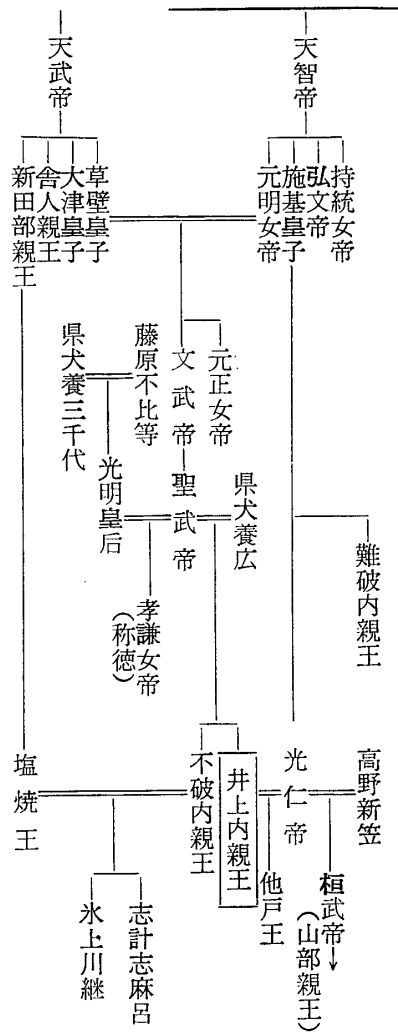 天智帝
持統女帝
弘文帝
施基皇子
元明女帝
天武帝
草壁皇子
大津皇子
舎人親王
新田部親王
元正女帝
文武帝
藤原不比等
県犬養三千代
難破内親王
県犬養広
聖武帝
光明皇后
孝謙女帝
(称徳)
高野新笠
光仁帝
井上内親王
不破内親王
塩焼王
桓武帝↓
(山部親王)
他戸王
志計志麻呂
氷上川継